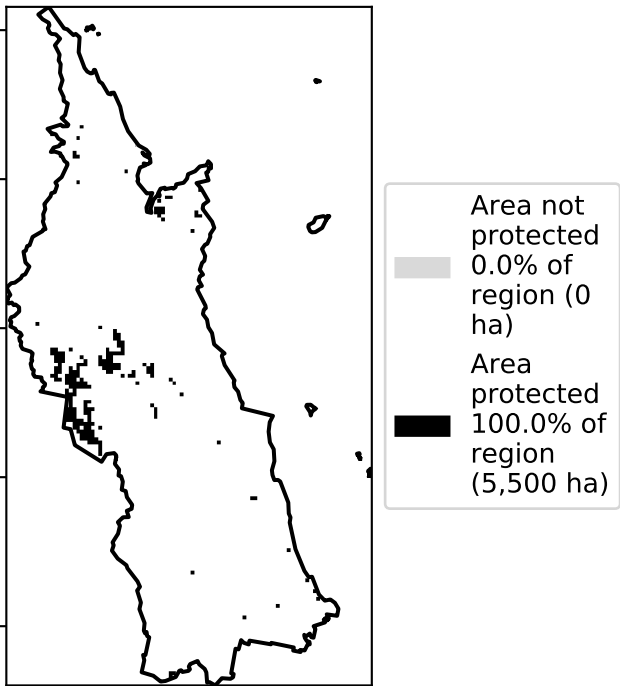 Area not
protected
0.0% of
region (0
ha)
Area
protected
100.0% of
region
(5,500 ha)